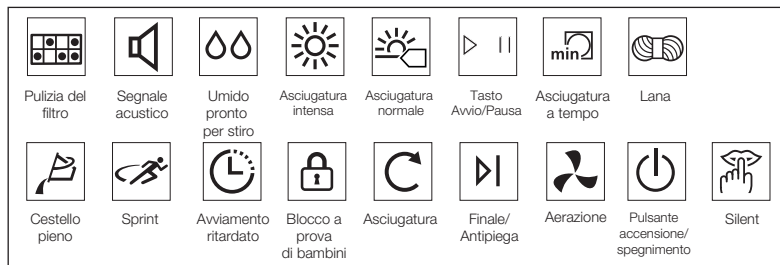 Pulizia del
filtro
Segnale
acustico
Umido
pronto
per stiro
Asciugatura
intensa
Asciugatura
normale
Tasto
Avvio/Pausa
min
Asciugatura
a tempo
Lana
Cestello
pieno
Sprint
Avviamento
ritardato
Blocco a
prova
di bambini
Asciugatura
Finale/
Antipiega
Aerazione
Pulsante
accensione/
spegnimento
Silent